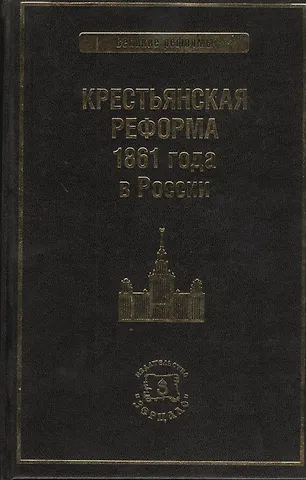 Великие реформы
КРЕСТЬЯНСКАЯ
РЕФОРМА
1861 года
в России
ИЗДАТЕЛЬСТВО
"ЗЕРЦАЛО"